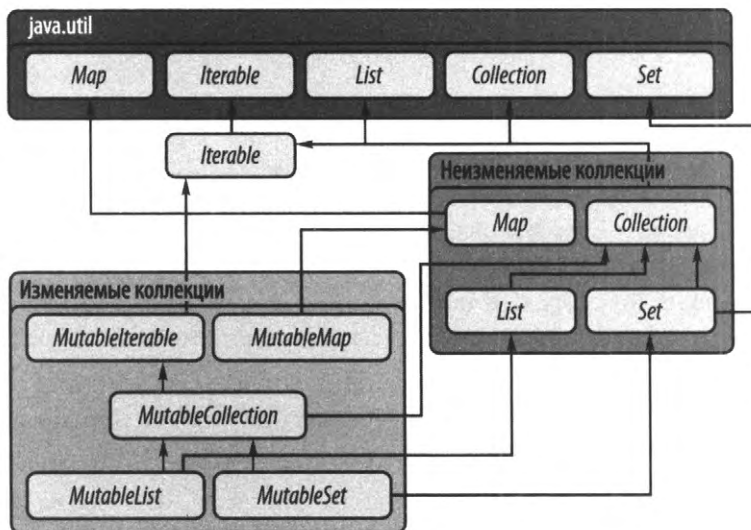 java.util
Map Iterable List Collection Set
Iterable
Неизменяемые коллекции
Map Collection
List Set
Изменяемые коллекции
MutableIterable MutableMap
MutableCollection
MutableList MutableSet